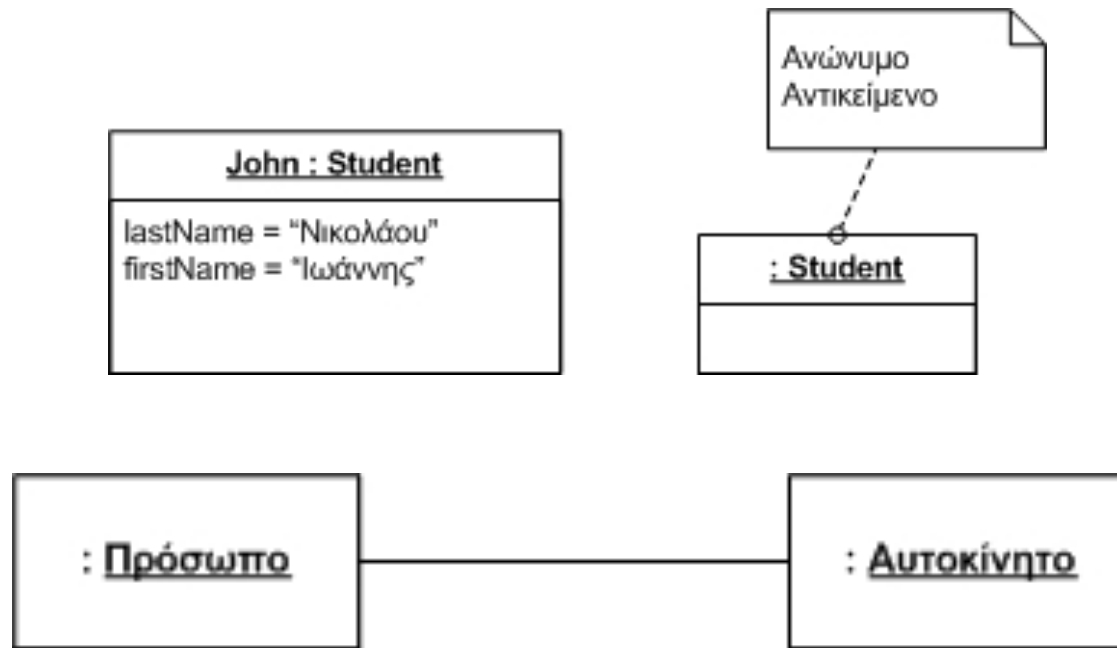 Ανώνυμο
Αντικείμενο
John : Student
lastName = “Νικολάου”
firstName = “Ιωάννης”
: Student
: Πρόσωπο
: Αυτοκίνητο